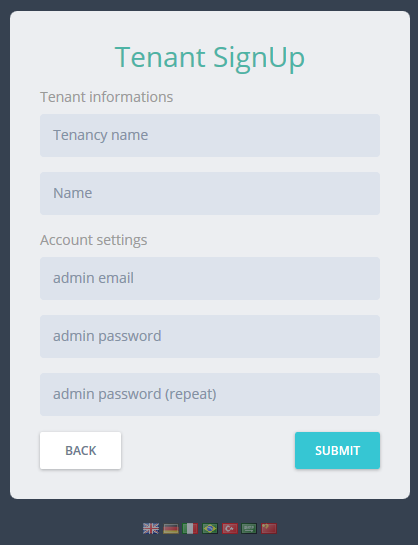 Tenant SignUp
Tenant informations
Tenancy name
Name
Account settings
admin email
admin password
admin password (repeat)
BACK
SUBMIT